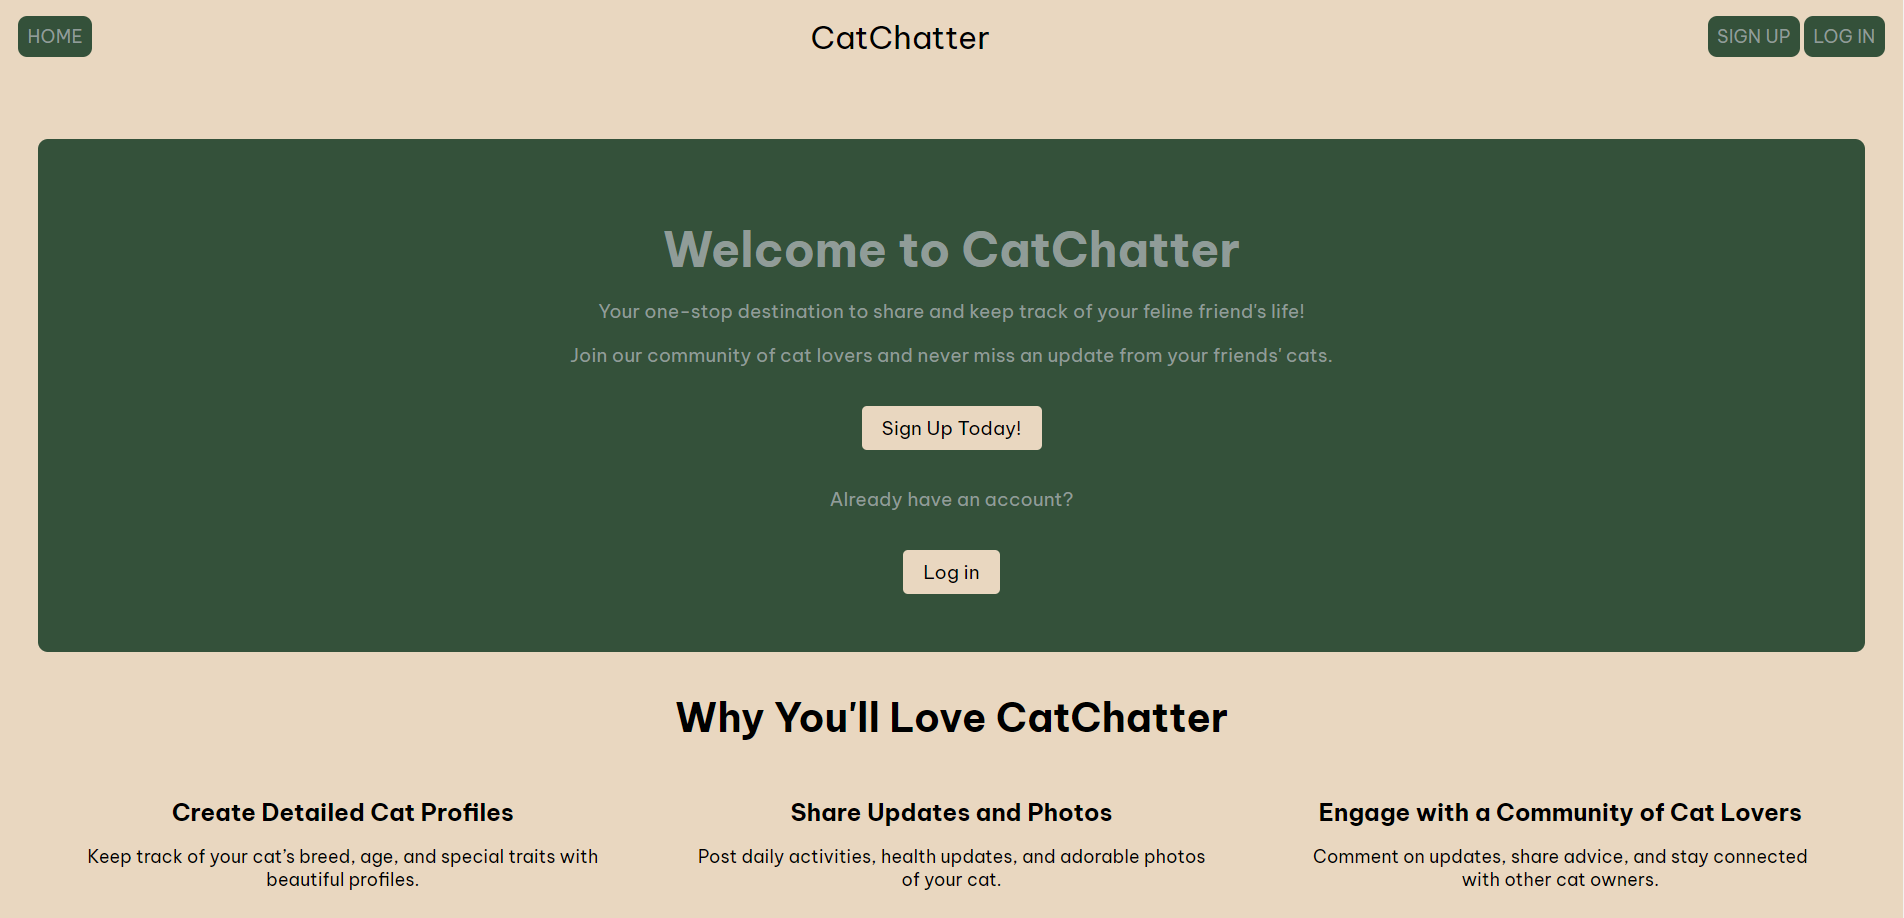 HOME
CatChatter
SIGN UP
LOG IN
Welcome to CatChatter
Your one-stop destination to share and keep track of your feline friend's life!
Join our community of cat lovers and never miss an update from your friends' cats.
Sign Up Today!
Already have an account?
Log in
Why You'll Love CatChatter
Create Detailed Cat Profiles
Keep track of your cat’s breed, age, and special traits with
beautiful profiles.
Share Updates and Photos
Post daily activities, health updates, and adorable photos
of your cat.
Engage with a Community of Cat Lovers
Comment on updates, share advice, and stay connected
with other cat owners.